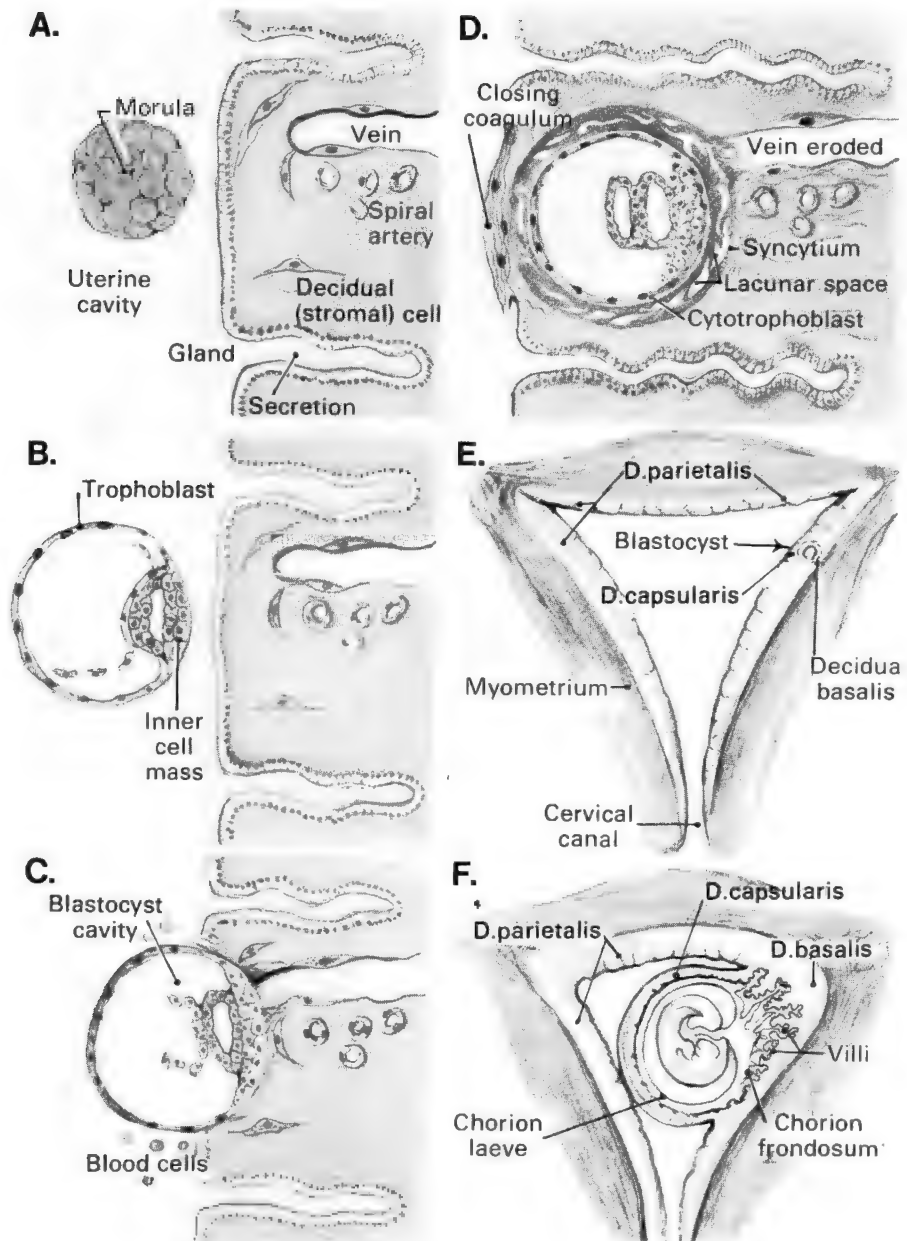 A.
Morula
Uterine
cavity
Vein
Spiral
artery
Decidual
(stromal) cell
Gland
Secretion
B.
Trophoblast
Inner
cell
mass
C.
Blastocyst
cavity
Blood cells
D.
Closing
coagulum
Vein eroded
Syncytium
Lacunar space
Cytotrophoblast
E.
D.parietalis
Blastocyst
D.capsularis
Decidua
basalis
Myometrium
Cervical
canal
F.
D.capsularis
D.parietalis
D.basalis
Villi
Chorion
laeve
Chorion
frondosum